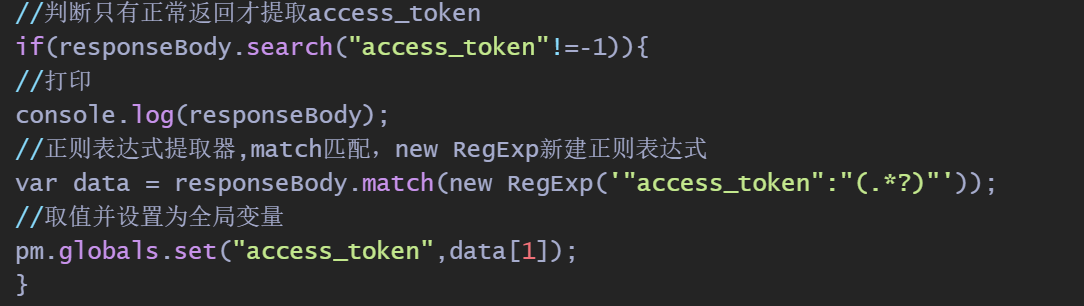 //判断只有正常返回才提取access_token
if(responseBody.search("access_token"!=-1)){
//打印
console.log(responseBody);
//正则表达式提取器,match匹配，new RegExp新建正则表达式
var data = responseBody.match(new RegExp('"access_token":"(.*?)"'));
//取值并设置为全局变量
pm.globals.set("access_token",data[1]);
}